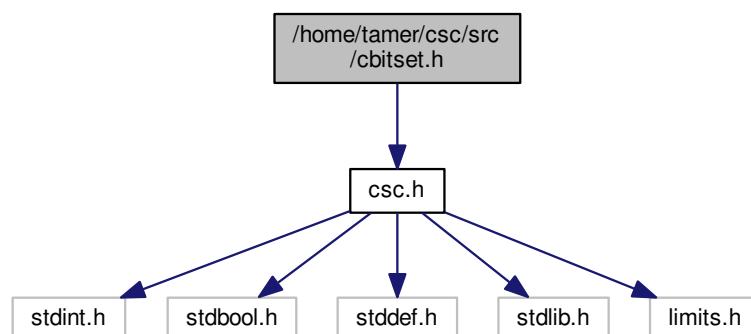 /home/tamer/csc/src
/cbitset.h
csc.h
stdint.h
stdbool.h
stddef.h
stdlib.h
limits.h